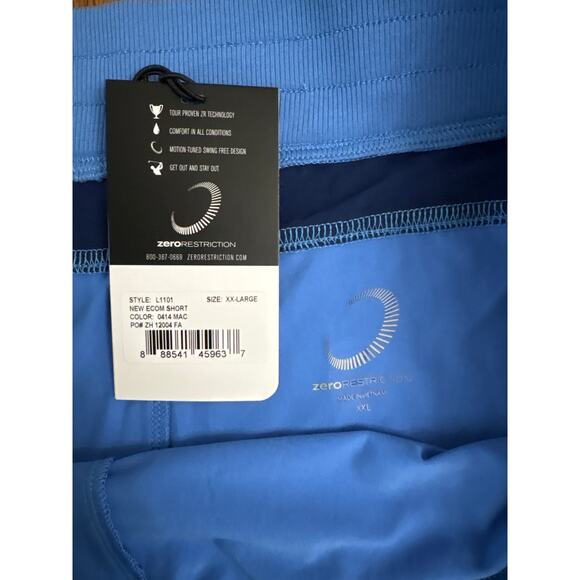 TOUR PROVEN ZR TECHNOLOGY
COMFORT IN ALL CONDITIONS
MOTION-TUNED SWING FREE DESIGN
GET OUT AND STAY OUT
zeroRESTRICTION
800-367-0669 ZERORESTRICTION.COM
STYLE: L1101 SIZE: XX-LARGE
NEW ECOM SHORT
COLOR: 0414 MAC
PO# ZH 12004 FA
8 88541 45963 7
zeroRESTRICTION
MADE IN VIETNAM
XXL